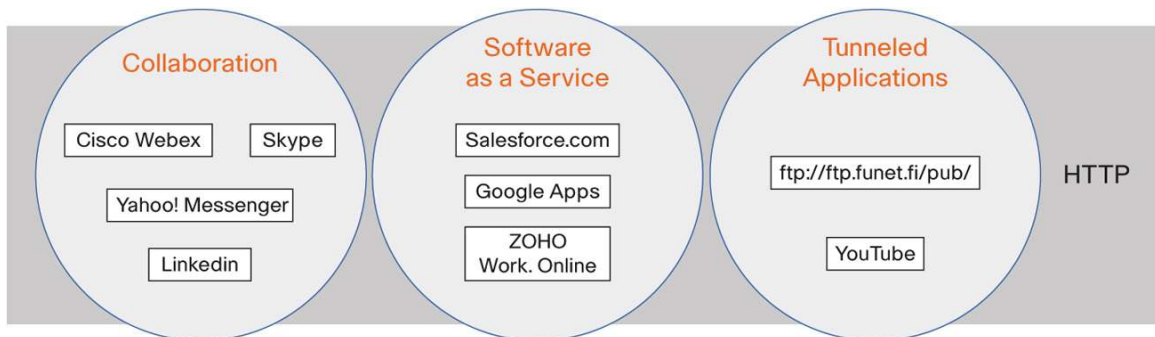 Collaboration
Cisco Webex
Skype
Yahoo! Messenger
Linkedin
Software
as a Service
Salesforce.com
Google Apps
ZOHO
Work. Online
Tunneled
Applications
ftp://ftp.funet.fi/pub/
YouTube
HTTP